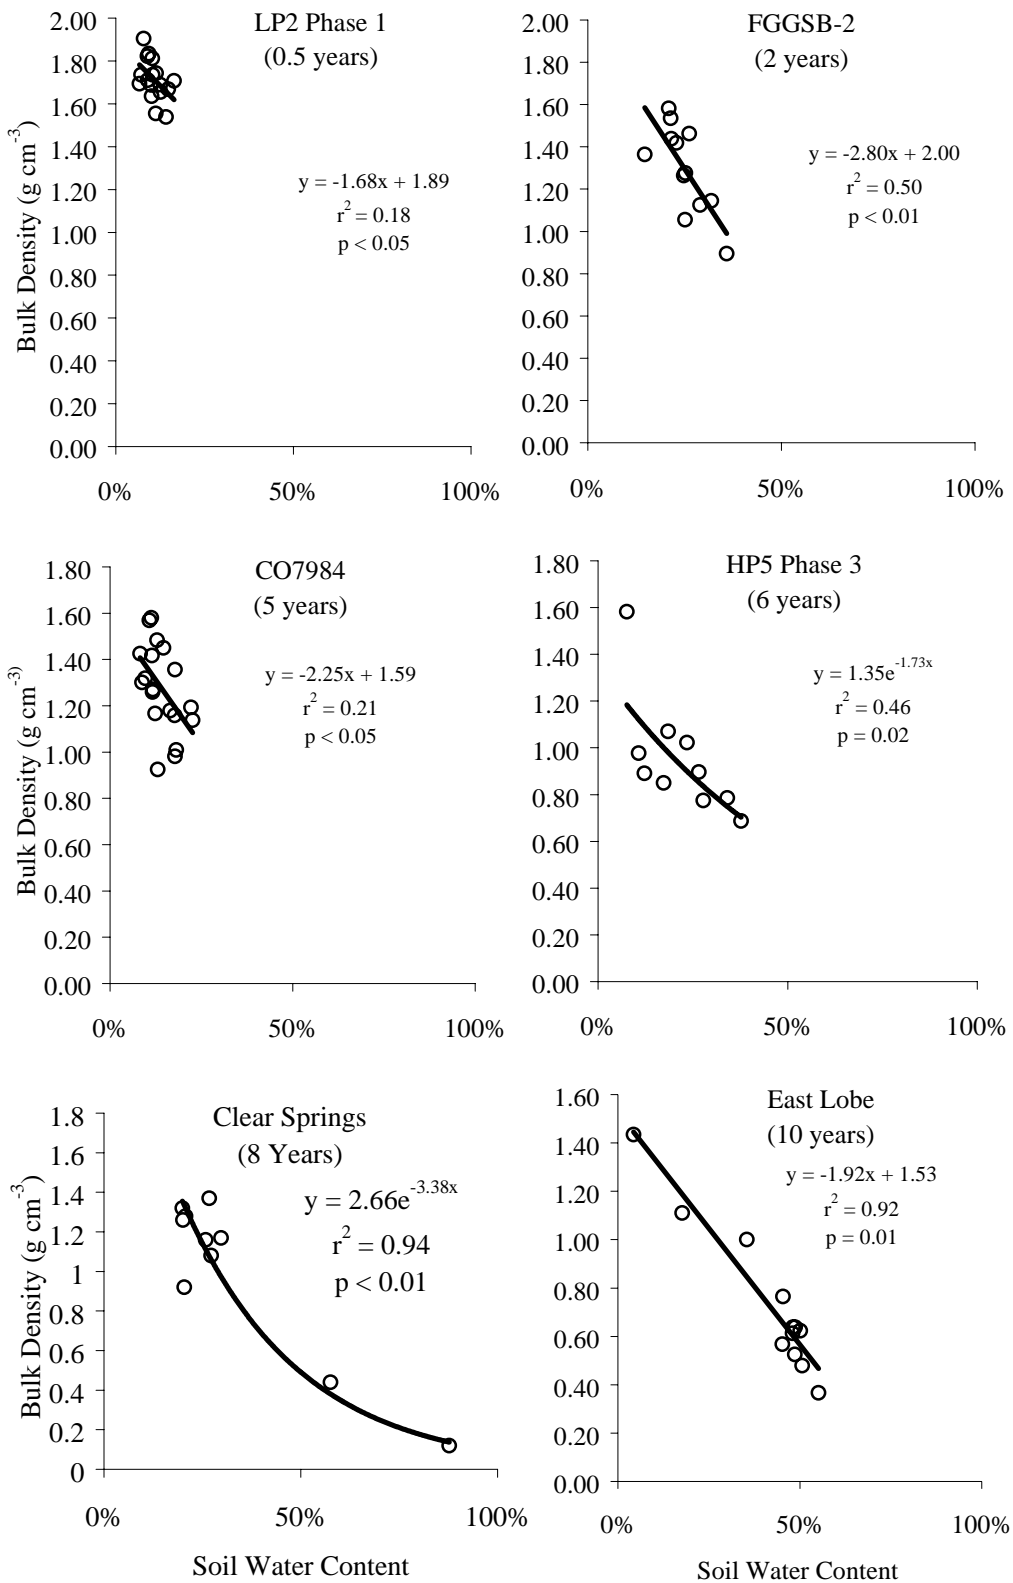 LP2 Phase 1
(0.5 years)
Bulk Density (g cm⁻³)
2.00
1.80
1.60
1.40
1.20
1.00
0.80
0.60
0.40
0.20
0.00
y = -1.68x + 1.89
r² = 0.18
p < 0.05
0% 50% 100%
FGGSB-2
(2 years)
2.00
1.80
1.60
1.40
1.20
1.00
0.80
0.60
0.40
0.20
0.00
y = -2.80x + 2.00
r² = 0.50
p < 0.01
0% 50% 100%
CO7984
(5 years)
Bulk Density (g cm⁻³)
1.80
1.60
1.40
1.20
1.00
0.80
0.60
0.40
0.20
0.00
y = -2.25x + 1.59
r² = 0.21
p < 0.05
0% 50% 100%
HP5 Phase 3
(6 years)
1.80
1.60
1.40
1.20
1.00
0.80
0.60
0.40
0.20
0.00
y = 1.35e⁻¹·⁷³ˣ
r² = 0.46
p = 0.02
0% 50% 100%
Clear Springs
(8 Years)
Bulk Density (g cm⁻³)
1.8
1.6
1.4
1.2
1
0.8
0.6
0.4
0.2
0
y = 2.66e⁻³·³⁸ˣ
r² = 0.94
p < 0.01
0% 50% 100%
Soil Water Content
East Lobe
(10 years)
1.60
1.40
1.20
1.00
0.80
0.60
0.40
0.20
0.00
y = -1.92x + 1.53
r² = 0.92
p = 0.01
0% 50% 100%
Soil Water Content